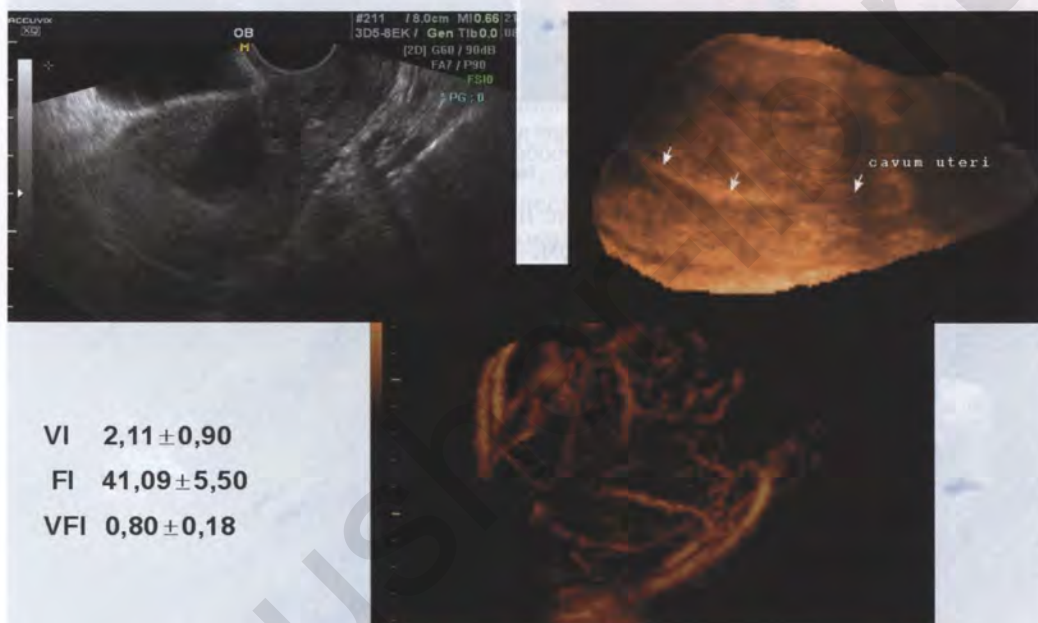 ACCUVIX
XQ
OB
M
#211 / 8.0cm MI 0.66
3D5-8EK / Gen TIb 0.0
[2D] G60 / 90dB
FA7 / P90
FSI0
PG : 0
cavum uteri
VI 2,11±0,90
FI 41,09±5,50
VFI 0,80±0,18